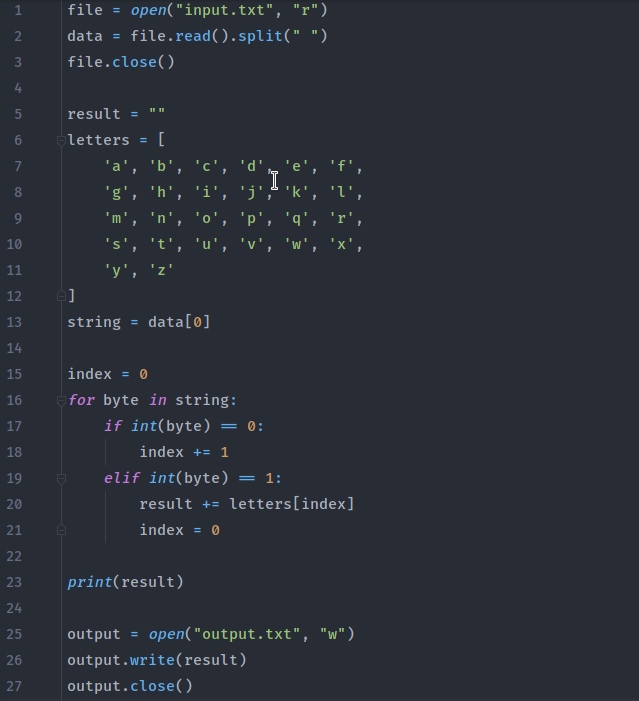 1 file = open("input.txt", "r")
2 data = file.read().split(" ")
3 file.close()
4
5 result = ""
6 letters = [
7     'a', 'b', 'c', 'd', 'e', 'f',
8     'g', 'h', 'i', 'j', 'k', 'l',
9     'm', 'n', 'o', 'p', 'q', 'r',
10     's', 't', 'u', 'v', 'w', 'x',
11     'y', 'z'
12 ]
13 string = data[0]
14
15 index = 0
16 for byte in string:
17     if int(byte) == 0:
18         index += 1
19     elif int(byte) == 1:
20         result += letters[index]
21         index = 0
22
23 print(result)
24
25 output = open("output.txt", "w")
26 output.write(result)
27 output.close()